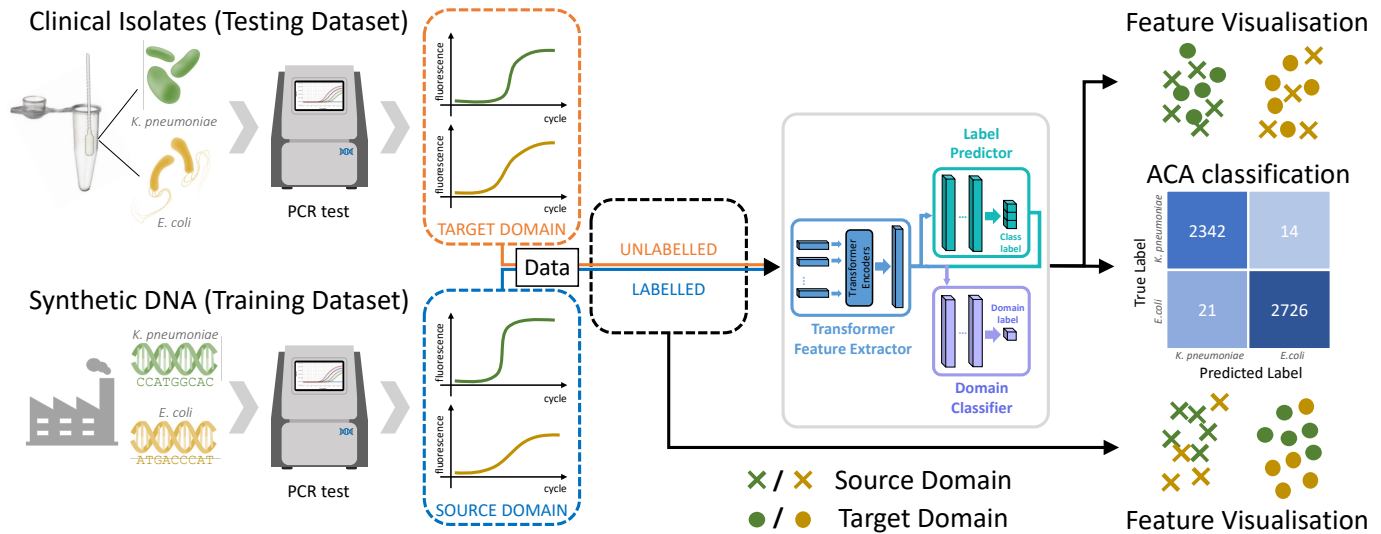 Clinical Isolates (Testing Dataset)
K. pneumoniae
E. coli
PCR test
fluorescence
cycle
fluorescence
cycle
TARGET DOMAIN
Data
UNLABELLED
LABELLED
Synthetic DNA (Training Dataset)
K. pneumoniae
CCATGGCAC
E. coli
ATGACCCAT
PCR test
fluorescence
cycle
fluorescence
cycle
SOURCE DOMAIN
Label
Predictor
...
Class
label
Transformer
Encoders
...
Transformer
Feature Extractor
...
Domain
label
Domain
Classifier
Feature Visualisation
ACA classification
True Label
K. pneumoniae
E.coli
2342
14
21
2726
K. pneumoniae
E.coli
Predicted Label
/ Source Domain
/ Target Domain
Feature Visualisation